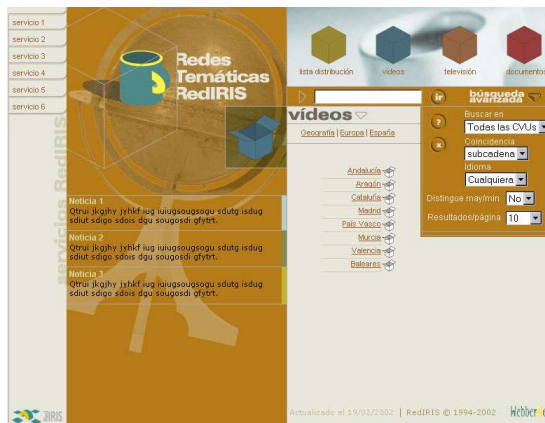 servicio 1
servicio 2
servicio 3
servicio 4
servicio 5
servicio 6
servicios RedIRIS
Redes
Temáticas
RedIRIS
lista distribución
vídeos
televisión
documentos
ir
búsqueda
avanzada
vídeos
Geografía | Europa | España
?
Buscar en
Todas las CVUs
x
Coincidencia
subcadena
Idioma
Cualquiera
Distingue may/min No
Resultados/página 10
Andalucía
Aragón
Cataluña
Madrid
País Vasco
Murcia
Valencia
Baleares
Noticia 1
Qtrui jkgjhy jyhkf iug iuiugsougsogu sdutg isdug
sdiut sdigo sdois dgu sougosdi gfytrt.
Noticia 2
Qtrui jkgjhy jyhkf iug iuiugsougsogu sdutg isdug
sdiut sdigo sdois dgu sougosdi gfytrt.
Noticia 3
Qtrui jkgjhy jyhkf iug iuiugsougsogu sdutg isdug
sdiut sdigo sdois dgu sougosdi gfytrt.
IRIS
Actualizado el 19/02/2002 | RedIRIS © 1994-2002
Webber